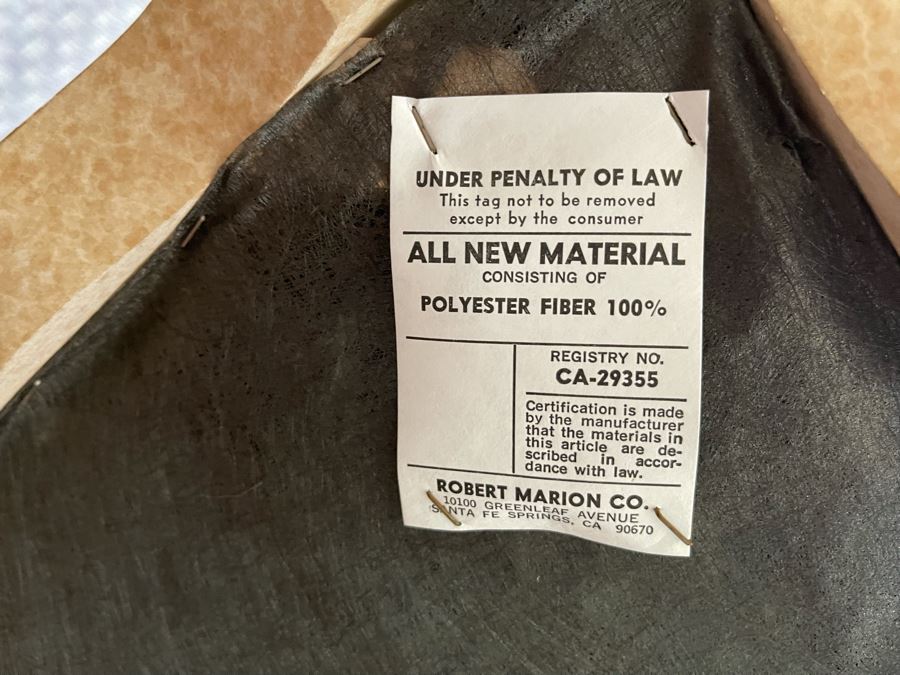 UNDER PENALTY OF LAW
This tag not to be removed
except by the consumer
ALL NEW MATERIAL
CONSISTING OF
POLYESTER FIBER 100%
REGISTRY NO.
CA-29355
Certification is made
by the manufacturer
that the materials in
this article are de-
scribed in accor-
dance with law.
ROBERT MARION CO.
10100 GREENLEAF AVENUE
SANTA FE SPRINGS, CA 90670